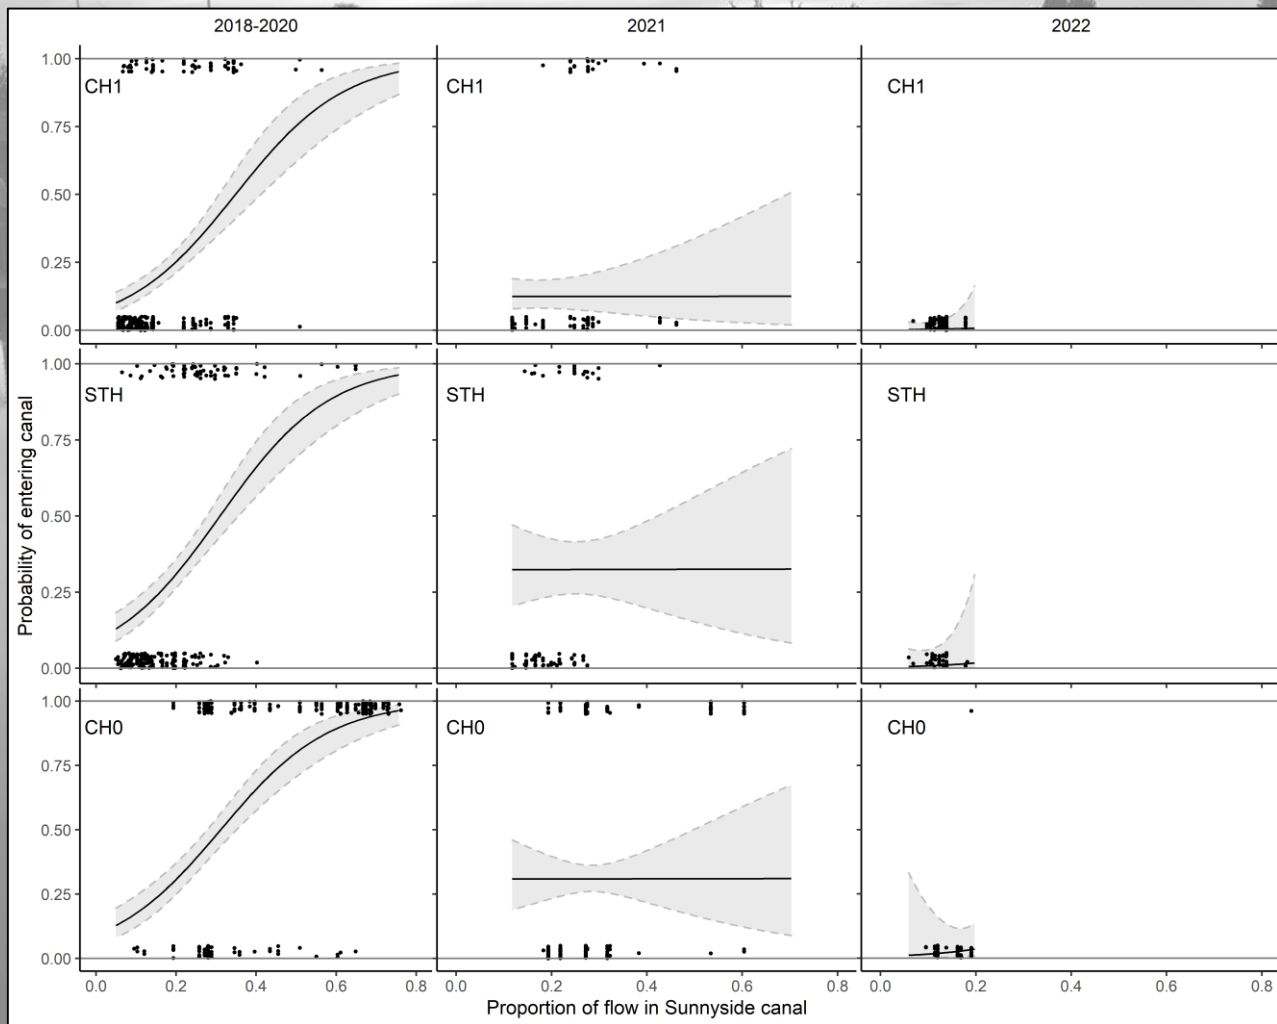 2018-2020 2021 2022
1.00
CH1 CH1 CH1
0.75
0.50
0.25
0.00
1.00
STH STH STH
0.75
0.50
0.25
0.00
1.00
CH0 CH0 CH0
0.75
0.50
0.25
0.00
0.0 0.2 0.4 0.6 0.8 0.0 0.2 0.4 0.6 0.8 0.0 0.2 0.4 0.6 0.8
Probability of entering canal
Proportion of flow in Sunnyside canal